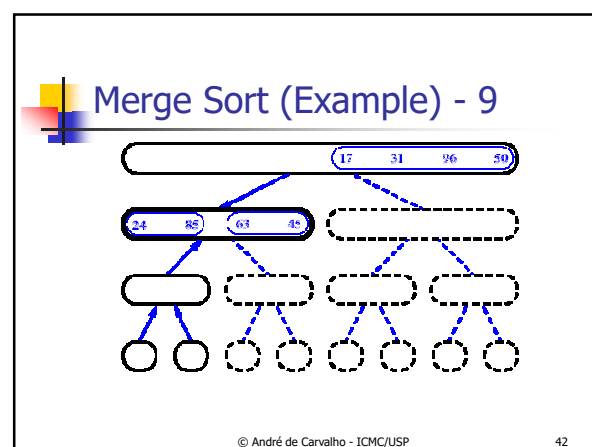 Merge Sort (Example) - 9
17 31 96 50
24 85 63 45
© André de Carvalho - ICMC/USP 42